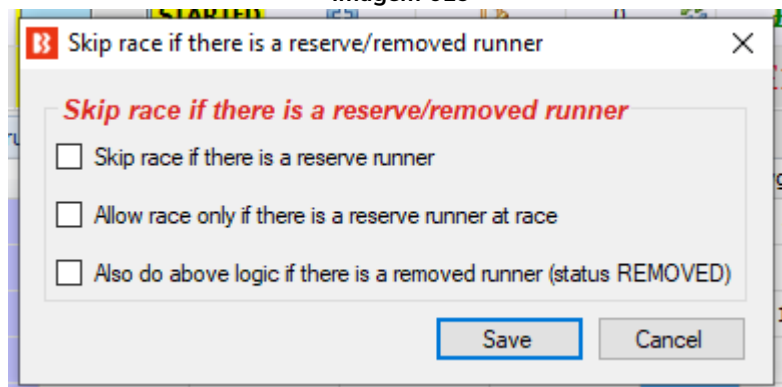 STARTED
Skip race if there is a reserve/removed runner
Skip race if there is a reserve/removed runner
Skip race if there is a reserve runner
Allow race only if there is a reserve runner at race
Also do above logic if there is a removed runner (status REMOVED)
Save
Cancel